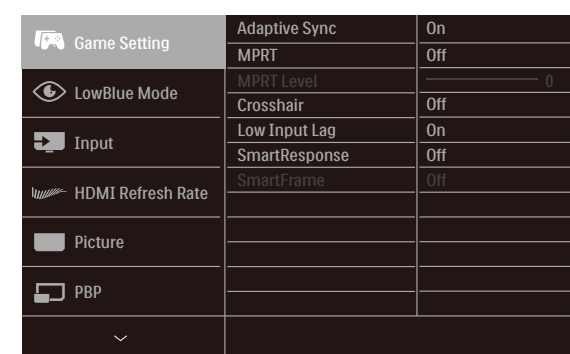 Game Setting
LowBlue Mode
Input
HDMI Refresh Rate
Picture
PBP
Adaptive Sync On
MPRT Off
MPRT Level 0
Crosshair Off
Low Input Lag On
SmartResponse Off
SmartFrame Off